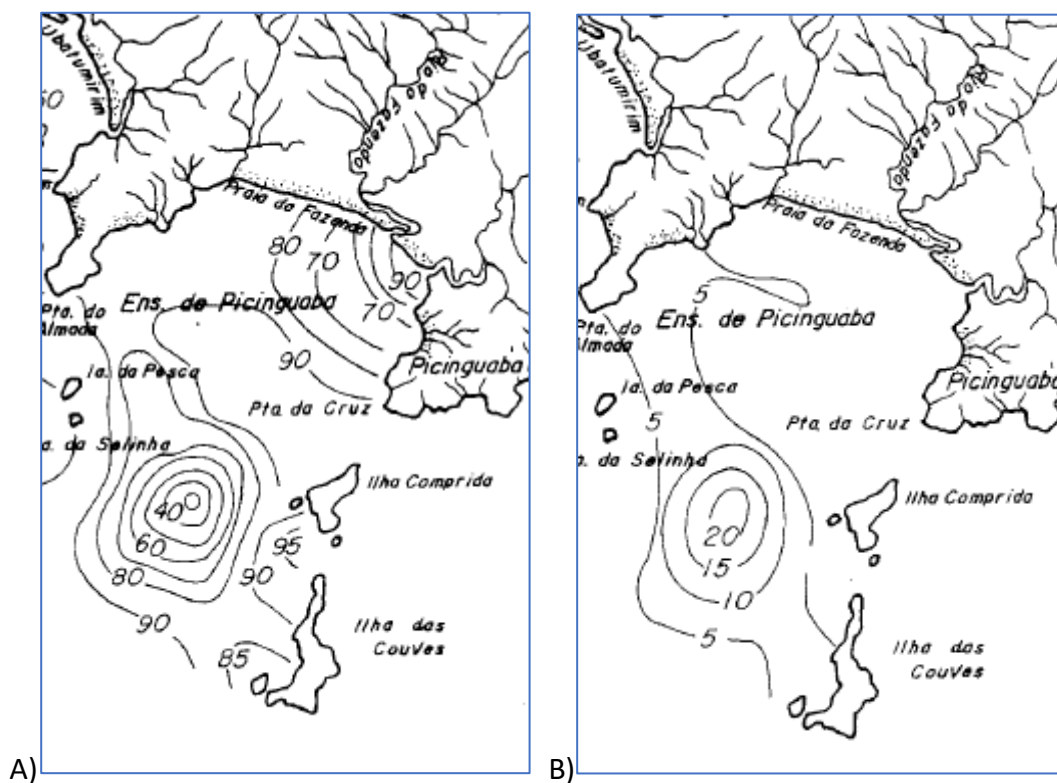 Ubatumirim
Rio da Fazenda
Praia da Fazenda
80
70
90
70
Ens. de Picinguaba
Pta. do
Almada
Picinguaba
90
Ia. da Pesca
Pta. da Cruz
a. da Selinha
Ilha Comprida
40
60
95
80
90
90
Ilha das
Couves
85
A)
Ubatumirim
Rio da Fazenda
Praia da Fazenda
5
Ens. de Picinguaba
Pta. do
Almada
Ia. da Pesca
Picinguaba
5
Pta. da Cruz
a. da Selinha
Ilha Comprida
20
15
10
5
Ilha das
Couves
B)